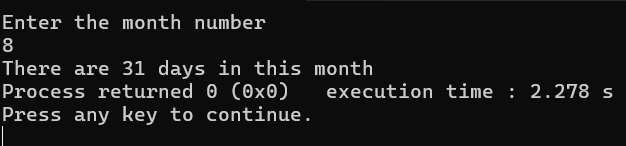 Enter the month number
8
There are 31 days in this month
Process returned 0 (0x0)   execution time : 2.278 s
Press any key to continue.